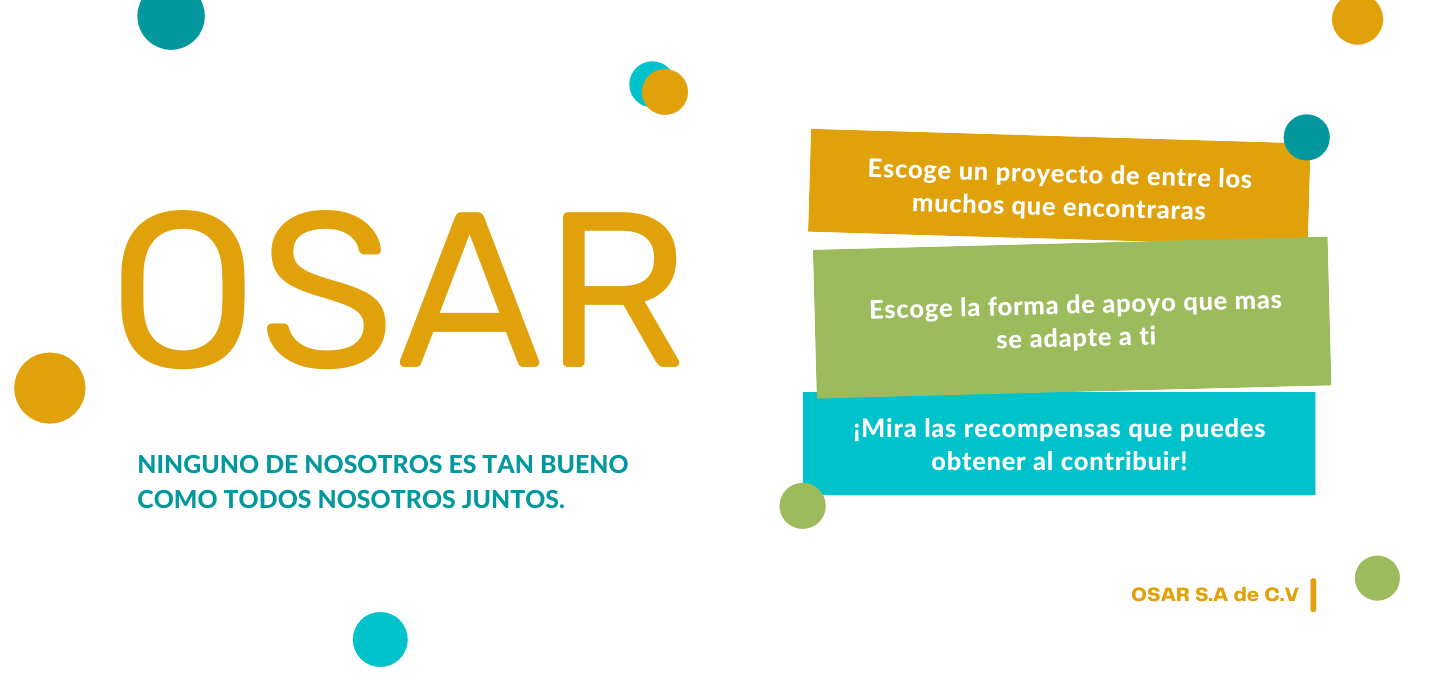 OSAR
NINGUNO DE NOSOTROS ES TAN BUENO
COMO TODOS NOSOTROS JUNTOS.
Escoge un proyecto de entre los
muchos que encontraras
Escoge la forma de apoyo que mas
se adapte a ti
¡Mira las recompensas que puedes
obtener al contribuir!
OSAR S.A de C.V